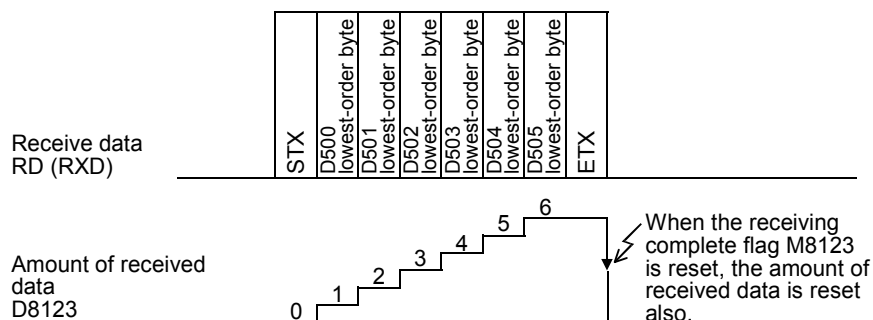 STX
D500
lowest-order byte
D501
lowest-order byte
D502
lowest-order byte
D503
lowest-order byte
D504
lowest-order byte
D505
lowest-order byte
ETX
Receive data
RD (RXD)
Amount of received
data
D8123
0
1
2
3
4
5
6
When the receiving
complete flag M8123
is reset, the amount of
received data is reset
also.